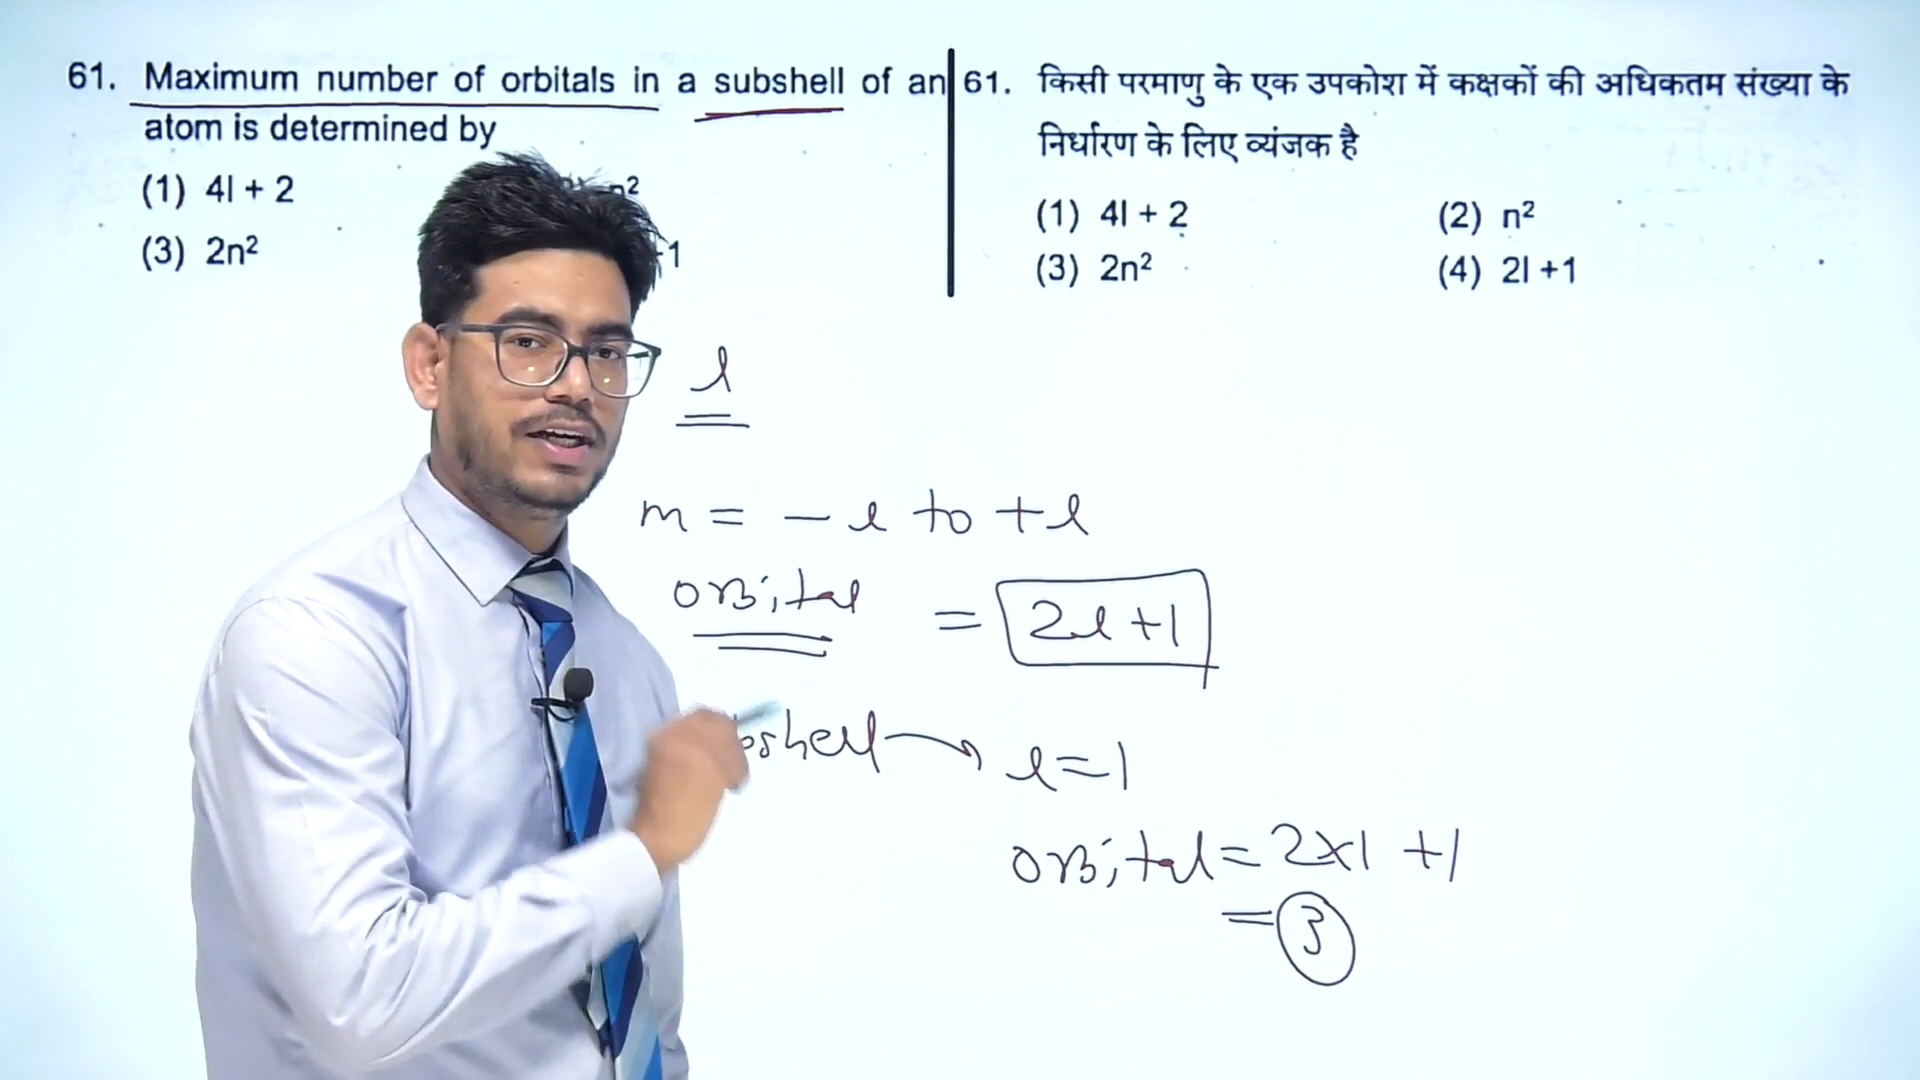 61. Maximum number of orbitals in a subshell of an
atom is determined by
(1) 4l + 2
n²
(3) 2n²
+1
61. किसी परमाणु के एक उपकोश में कक्षकों की अधिकतम संख्या के
निर्धारण के लिए व्यंजक है
(1) 4l + 2 (2) n²
(3) 2n² (4) 2l +1
l
m = - l to + l
orbital = 2l +1
l=1
orbital = 2x1 +1
= 3